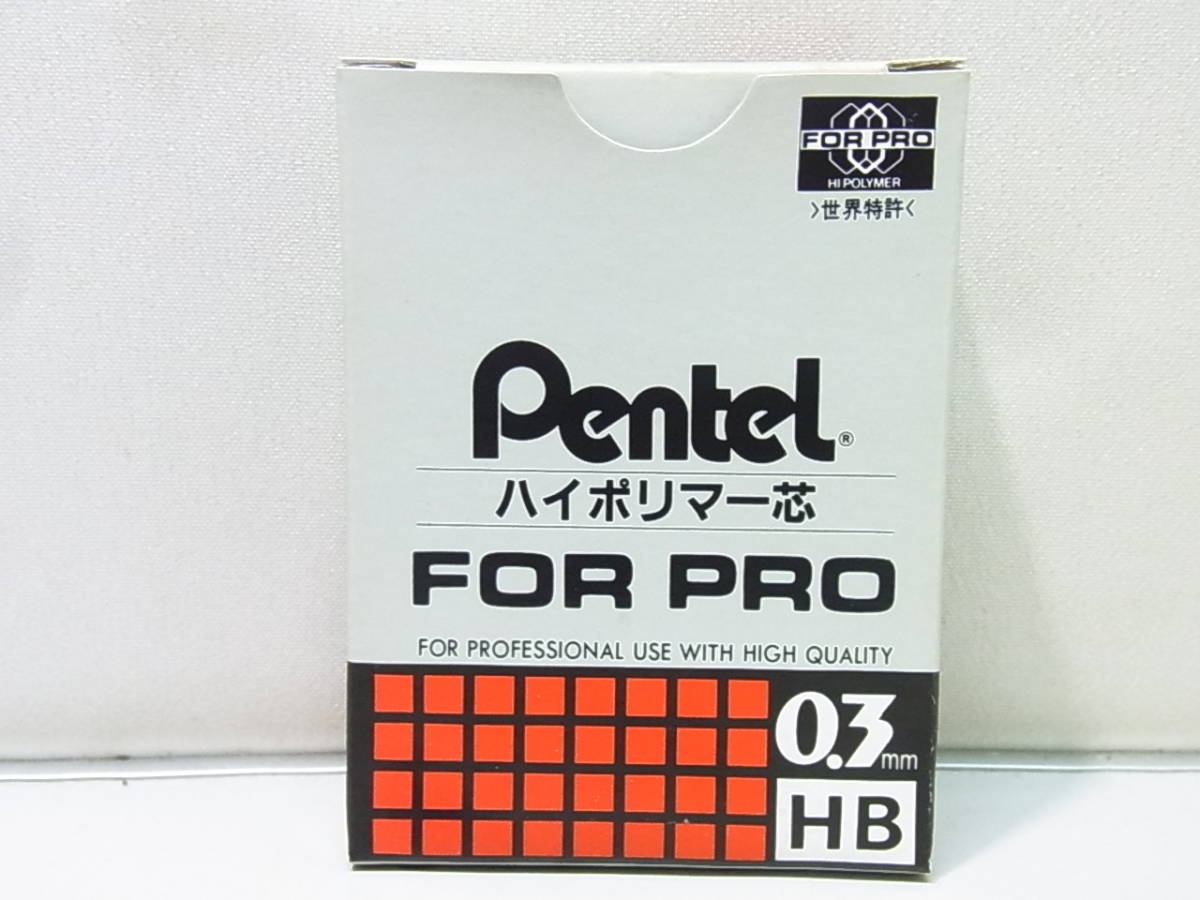 FOR PRO
HI POLYMER
>世界特許<
Pentel®
ハイポリマー芯
FOR PRO
FOR PROFESSIONAL USE WITH HIGH QUALITY
0.3mm
HB